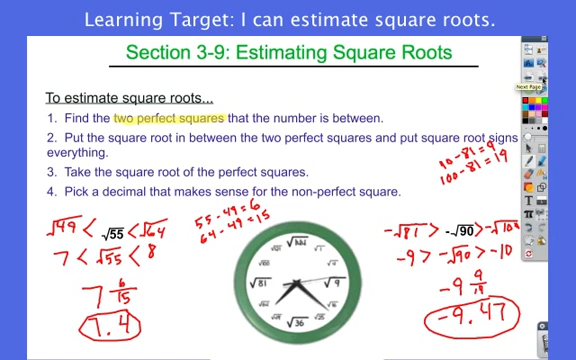 Learning Target: I can estimate square roots.
Section 3-9: Estimating Square Roots
Next Page
To estimate square roots...
1. Find the two perfect squares that the number is between.
2. Put the square root in between the two perfect squares and put square root signs
everything.
3. Take the square root of the perfect squares.
4. Pick a decimal that makes sense for the non-perfect square.
90-81=9
100-81=19
55-49=6
64-49=15
√49 < √55 < √64
7 < √55 < 8
7 6/15
7.4
-√81 > -√90 > -√100
-9 > -√90 > -10
-9 9/19
-9.47
√1
√4
√9
√25
√36
√81